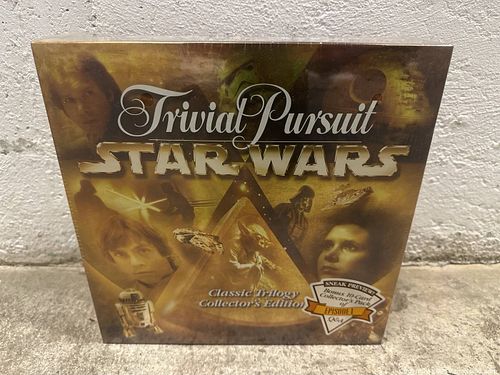 Trivial Pursuit
STAR WARS
Classic Trilogy
Collector's Edition
SNEAK PREVIEW!
Bonus 10-Card
Collector's Pack
of
EPISODE I
Q&A